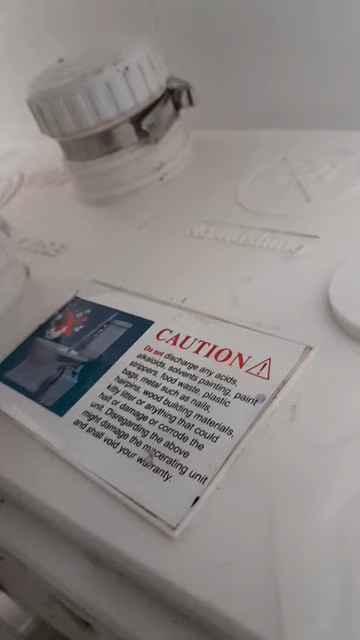 CAUTION
Do not discharge any acids,
alkaloids, solvents painting, paint
strippers, food waste, plastic
bags, metal such as nails,
hairpins, wood building materials,
kitty litter or anything that could
halt or damage or corrode the
unit. Disregarding the above
might damage the macerating unit
and shall void your warranty.